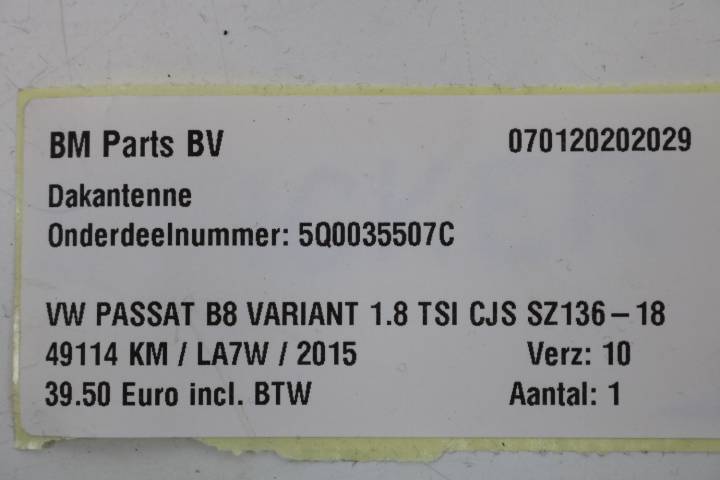 BM Parts BV 070120202029
Dakantenne
Onderdeelnummer: 5Q0035507C
VW PASSAT B8 VARIANT 1.8 TSI CJS SZ136-18
49114 KM / LA7W / 2015 Verz: 10
39.50 Euro incl. BTW Aantal: 1